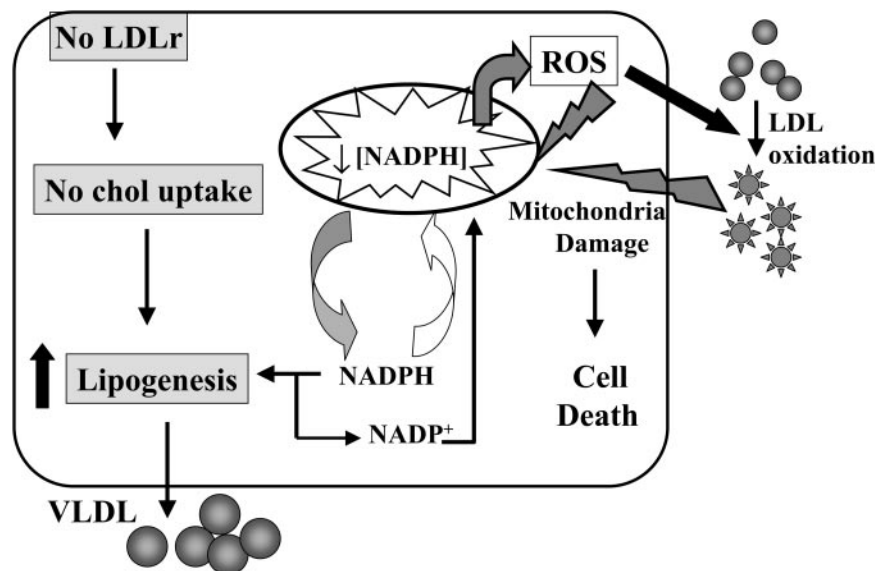 No LDLr
ROS
LDL
oxidation
↓ [NADPH]
No chol uptake
Mitochondria
Damage
Lipogenesis
NADPH
NADP⁺
Cell
Death
VLDL